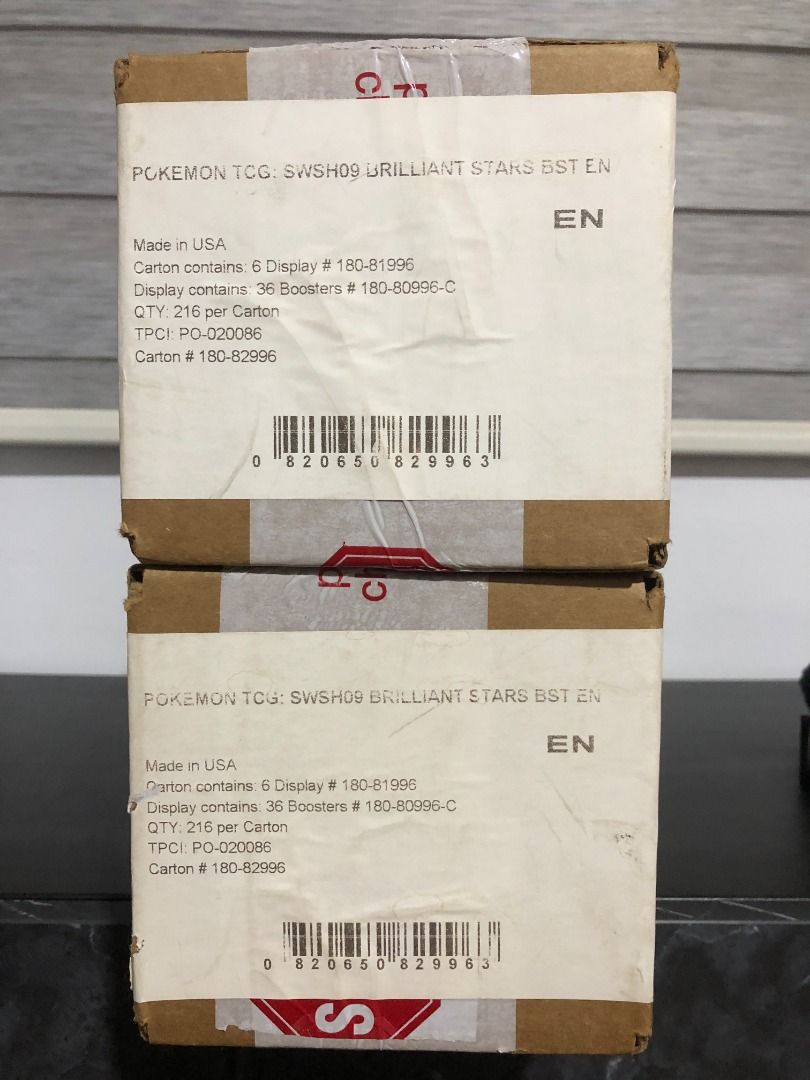 p
c
POKEMON TCG: SWSH09 BRILLIANT STARS BST EN
EN
Made in USA
Carton contains: 6 Display # 180-81996
Display contains: 36 Boosters # 180-80996-C
QTY: 216 per Carton
TPCI: PO-020086
Carton # 180-82996
0 820650 829963
p
c
POKEMON TCG: SWSH09 BRILLIANT STARS BST EN
EN
Made in USA
Carton contains: 6 Display # 180-81996
Display contains: 36 Boosters # 180-80996-C
QTY: 216 per Carton
TPCI: PO-020086
Carton # 180-82996
0 820650 829963
S